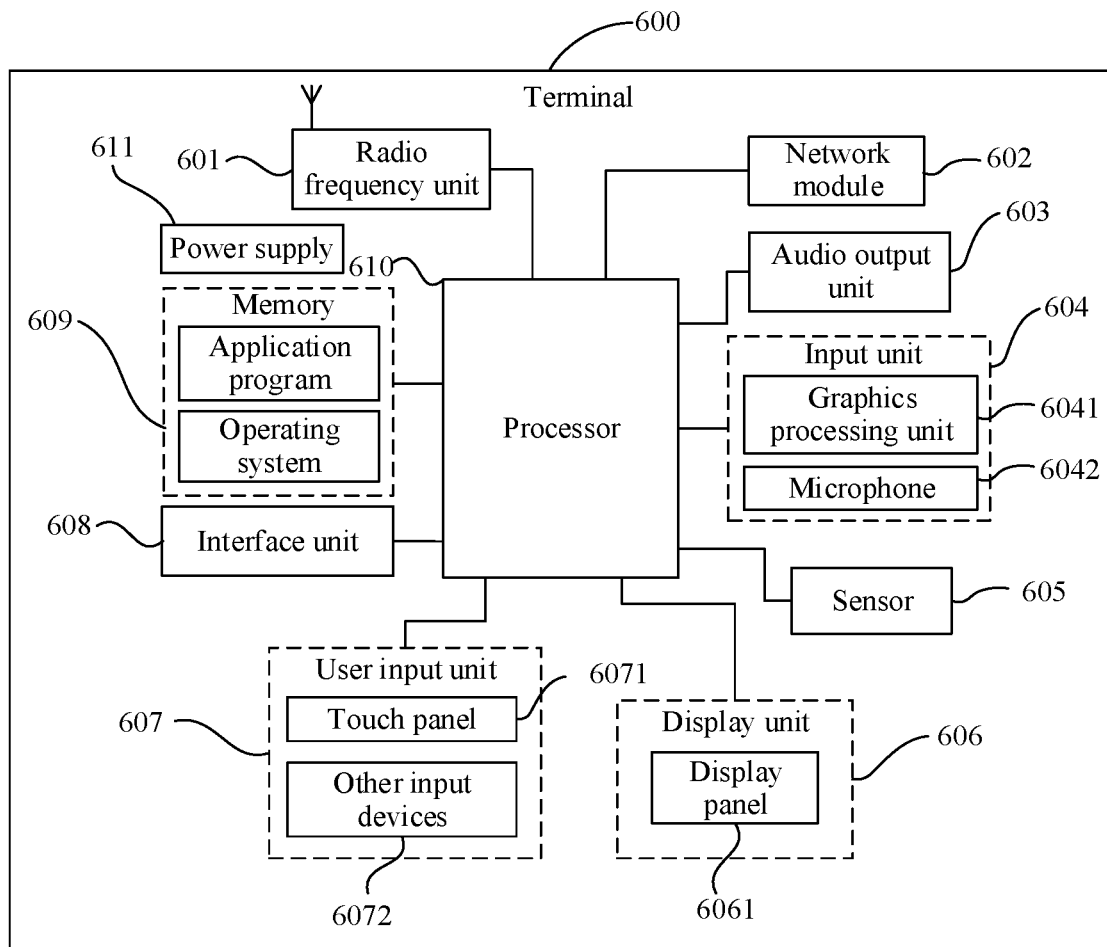 600
Terminal
611
601
Radio
frequency unit
Network
module
602
603
Power supply
610
Audio output
unit
609
Memory
Application
program
Operating
system
Processor
604
Input unit
Graphics
processing unit
6041
Microphone
6042
608
Interface unit
Sensor
605
User input unit
6071
Touch panel
607
Other input
devices
6072
Display unit
606
Display
panel
6061